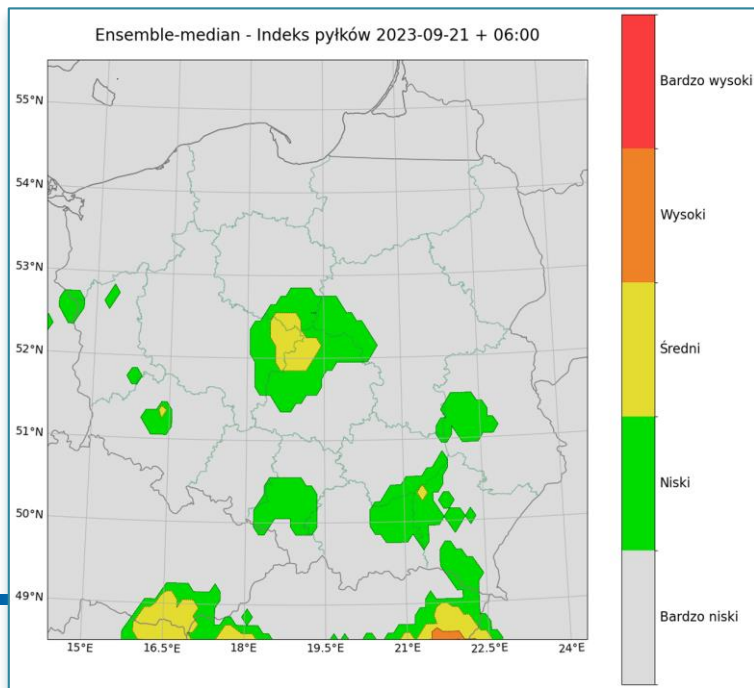 Ensemble-median - Indeks pyłków 2023-09-21 + 06:00
Bardzo wysoki
Wysoki
Średni
Niski
Bardzo niski
55°N
54°N
53°N
52°N
51°N
50°N
49°N
15°E
16.5°E
18°E
19.5°E
21°E
22.5°E
24°E